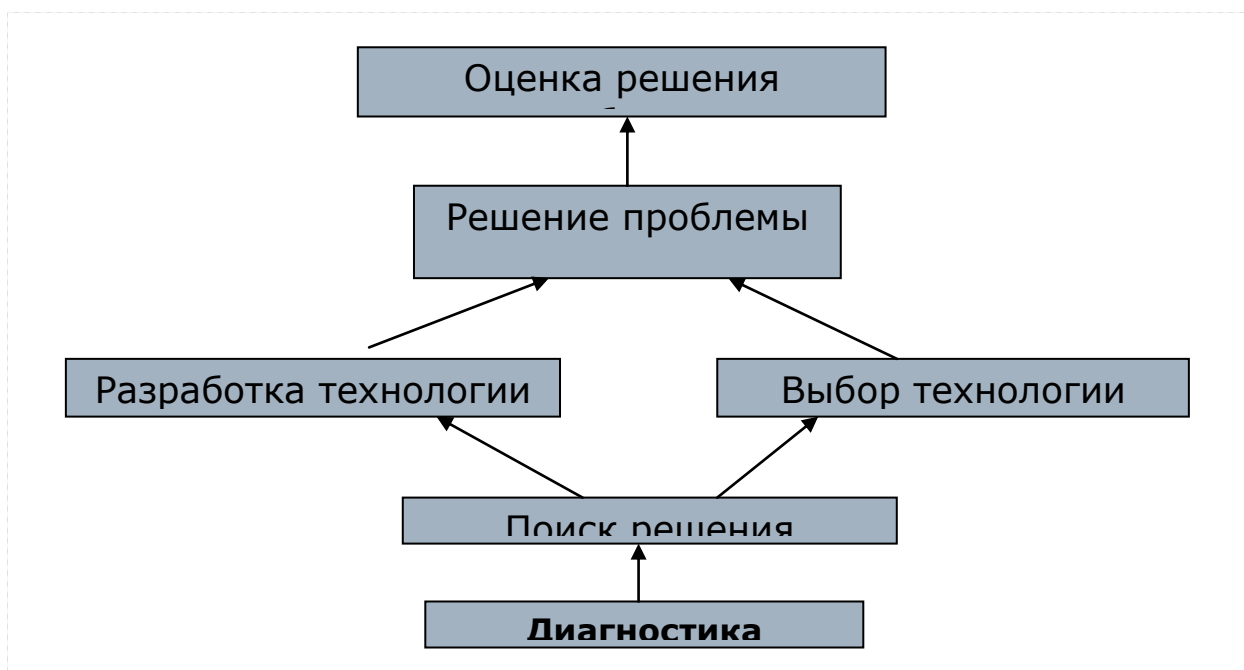 Оценка решения
Решение проблемы
Разработка технологии
Выбор технологии
Поиск решения
Диагностика